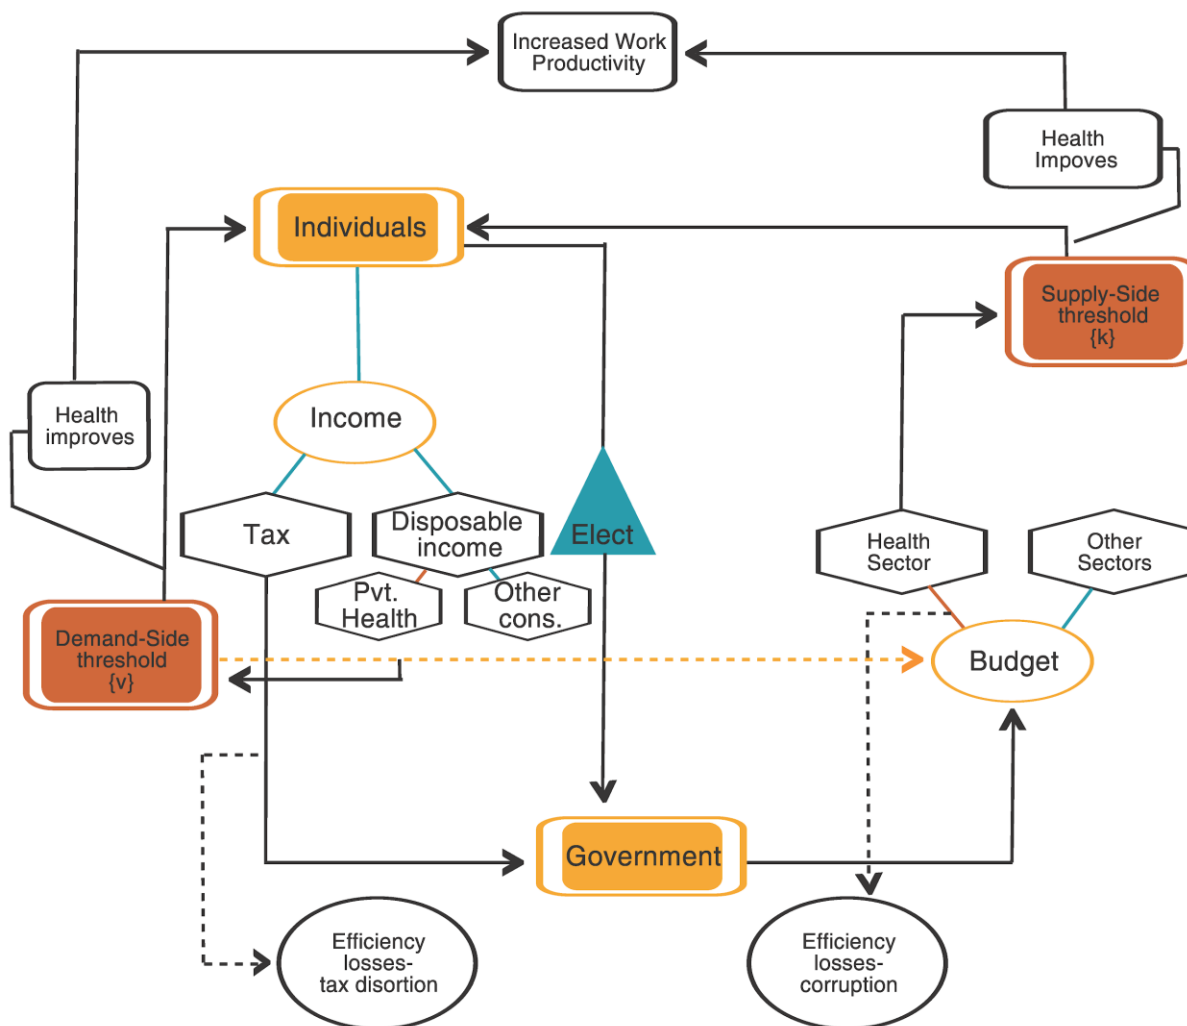 Increased Work
Productivity
Health
Impoves
Individuals
Supply-Side
threshold
{k}
Health
improves
Income
Tax
Disposable
income
Elect
Health
Sector
Other
Sectors
Pvt.
Health
Other
cons.
Demand-Side
threshold
{v}
Budget
Government
Efficiency
losses-
tax disortion
Efficiency
losses-
corruption